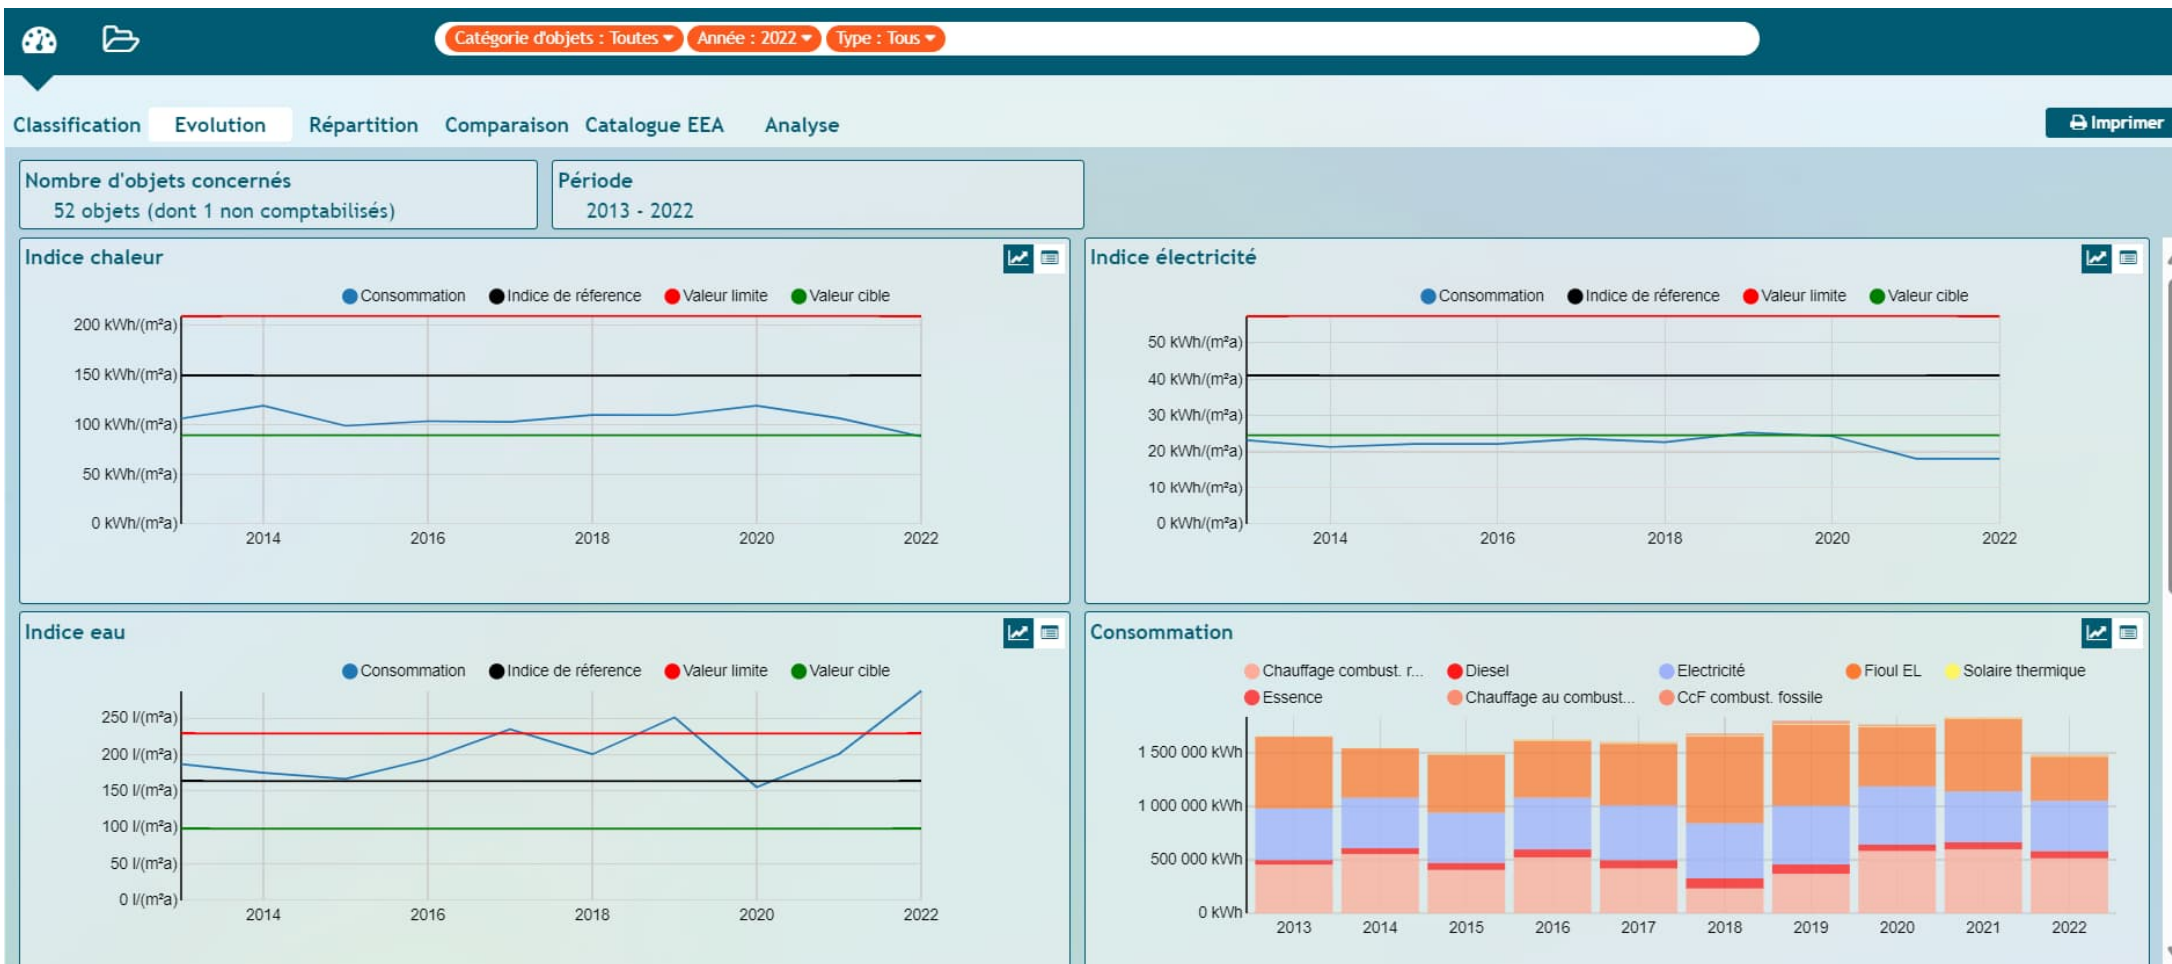 Catégorie d'objets : Toutes Année : 2022 Type : Tous
Classification Evolution Répartition Comparaison Catalogue EEA Analyse
Imprimer
Nombre d'objets concernés
52 objets (dont 1 non comptabilisés)
Période
2013 - 2022
Indice chaleur
Consommation Indice de réference Valeur limite Valeur cible
200 kWh/(m²a)
150 kWh/(m²a)
100 kWh/(m²a)
50 kWh/(m²a)
0 kWh/(m²a)
2014 2016 2018 2020 2022
Indice électricité
Consommation Indice de réference Valeur limite Valeur cible
50 kWh/(m²a)
40 kWh/(m²a)
30 kWh/(m²a)
20 kWh/(m²a)
10 kWh/(m²a)
0 kWh/(m²a)
2014 2016 2018 2020 2022
Indice eau
Consommation Indice de réference Valeur limite Valeur cible
250 l/(m²a)
200 l/(m²a)
150 l/(m²a)
100 l/(m²a)
50 l/(m²a)
0 l/(m²a)
2014 2016 2018 2020 2022
Consommation
Chauffage combust. r... Diesel Electricité Fioul EL Solaire thermique
Essence Chauffage au combust... CcF combust. fossile
1 500 000 kWh
1 000 000 kWh
500 000 kWh
0 kWh
2013 2014 2015 2016 2017 2018 2019 2020 2021 2022